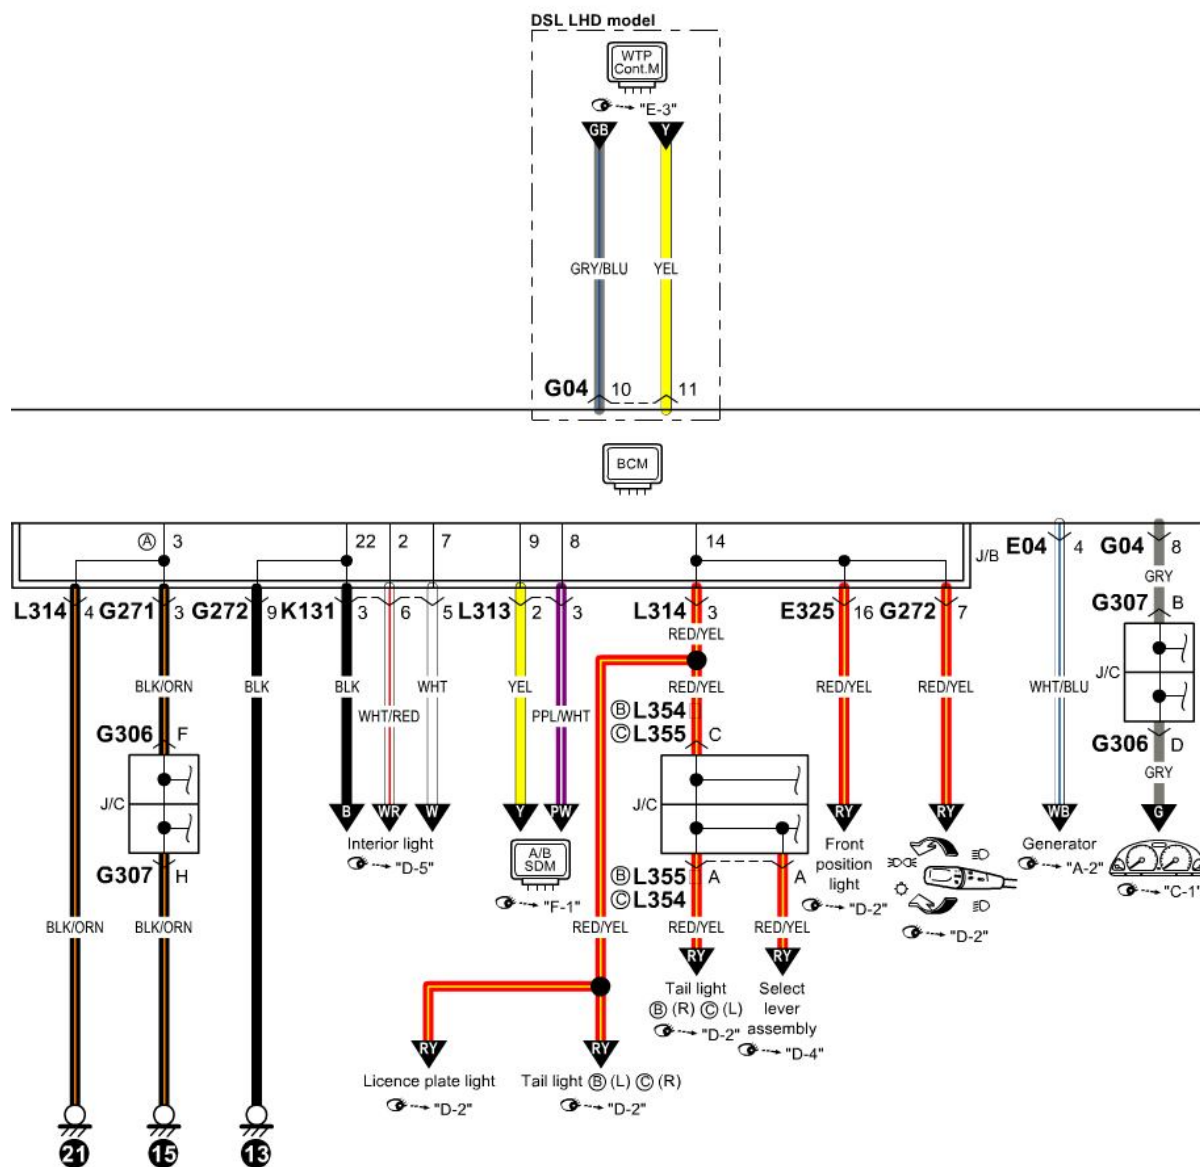 DSL LHD model
WTP
Cont.M
"E-3"
GB Y
GRY/BLU YEL
G04 10 11
BCM
A 3 22 2 7 9 8 14 J/B E04 4 G04 8
GRY
L314 4 G271 3 G272 9 K131 3 6 5 L313 2 3 L314 3 E325 16 G272 7 G307 B
RED/YEL
BLK/ORN BLK BLK WHT YEL RED/YEL RED/YEL RED/YEL WHT/BLU J/C
WHT/RED PPL/WHT B L354
G306 F C L355 C G306 D
GRY
J/C J/C
B WR W Y PW RY RY WB G
Interior light
"D-5"
A/B
SDM
"F-1"
Front
position
light
"D-2"
"D-2"
Generator
"A-2"
"C-1"
G307 H B L355 A A
C L354
BLK/ORN BLK/ORN RED/YEL RED/YEL RED/YEL
RY RY
Tail light
B (R) C (L)
"D-2"
Select
lever
assembly
"D-4"
RY RY
Licence plate light
"D-2"
Tail light B (L) C (R)
"D-2"
21 15 13